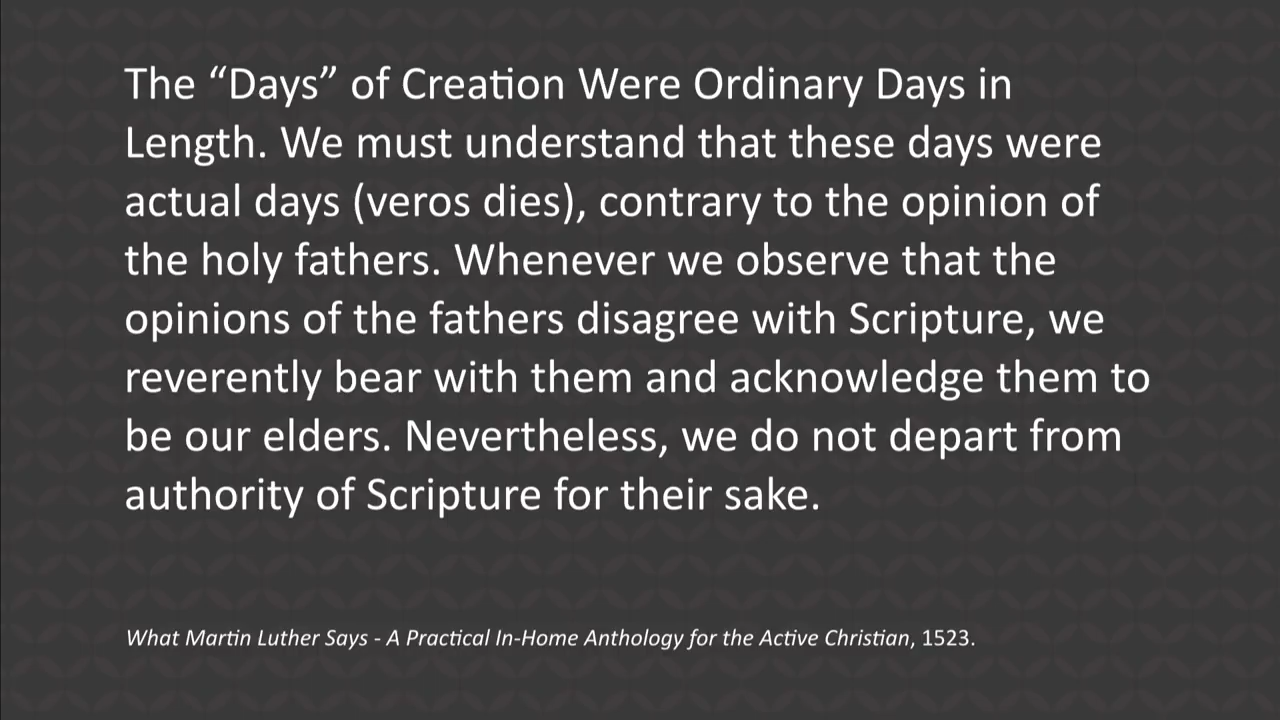 The “Days” of Creation Were Ordinary Days in
Length. We must understand that these days were
actual days (veros dies), contrary to the opinion of
the holy fathers. Whenever we observe that the
opinions of the fathers disagree with Scripture, we
reverently bear with them and acknowledge them to
be our elders. Nevertheless, we do not depart from
authority of Scripture for their sake.
What Martin Luther Says - A Practical In-Home Anthology for the Active Christian, 1523.